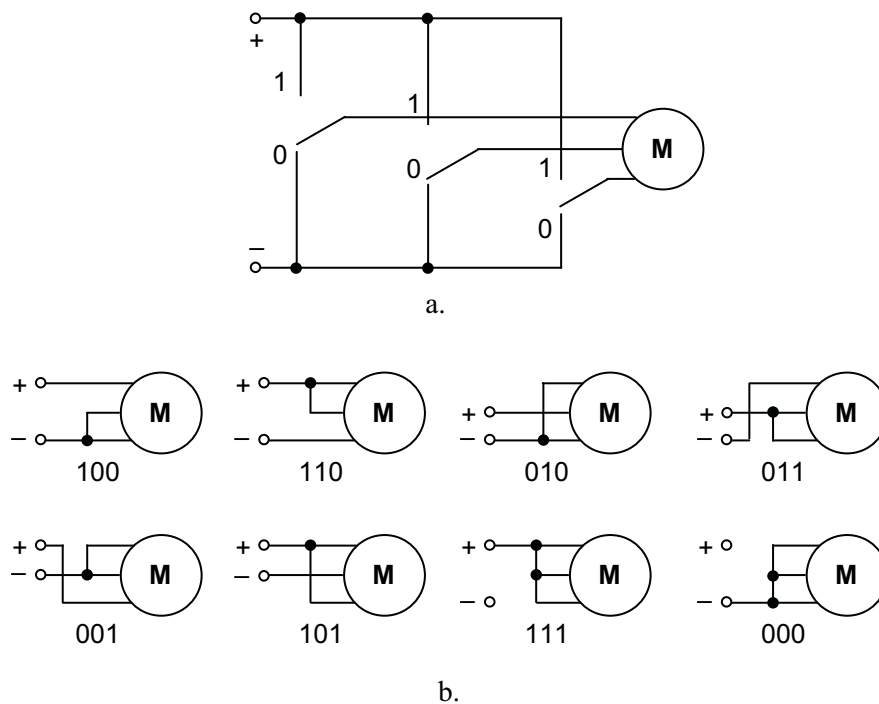 +
1
1
0
M
0
1
0
–
a.
+ M
–
100
+ M
–
110
M
+
–
010
M
+
–
011
+
– M
001
+
– M
101
+
M
–
111
+
M
–
000
b.